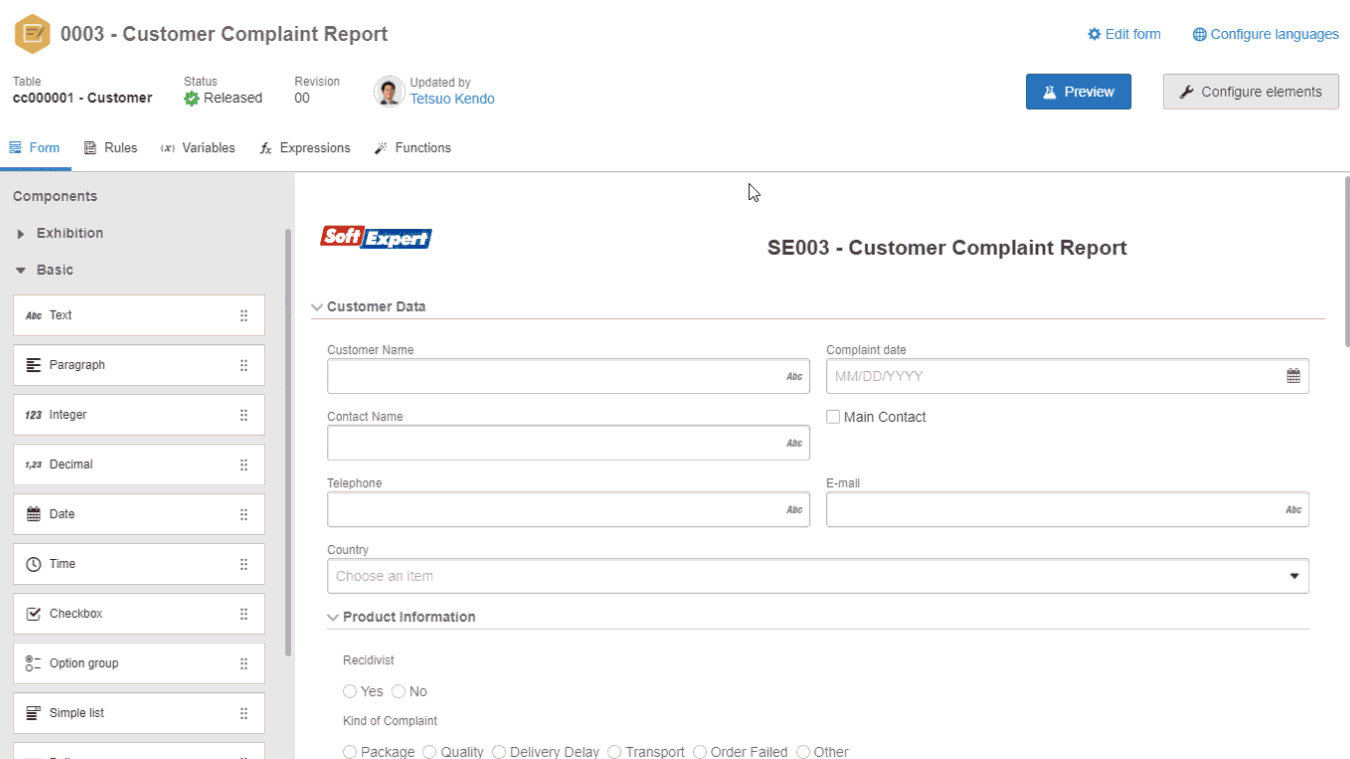 0003 - Customer Complaint Report
Edit form
Configure languages
Table
cc000001 - Customer
Status
Released
Revision
00
Updated by
Tetsuo Kendo
Preview
Configure elements
Form
Rules
(x) Variables
fx Expressions
Functions
Components
Exhibition
Basic
Abc Text
Paragraph
123 Integer
1,23 Decimal
Date
Time
Checkbox
Option group
Simple list
SoftExpert
SE003 - Customer Complaint Report
Customer Data
Customer Name
Abc
Complaint date
MM/DD/YYYY
Contact Name
Abc
Main Contact
Telephone
Abc
E-mail
Abc
Country
Choose an item
Product Information
Recidivist
Yes No
Kind of Complaint
Package Quality Delivery Delay Transport Order Failed Other